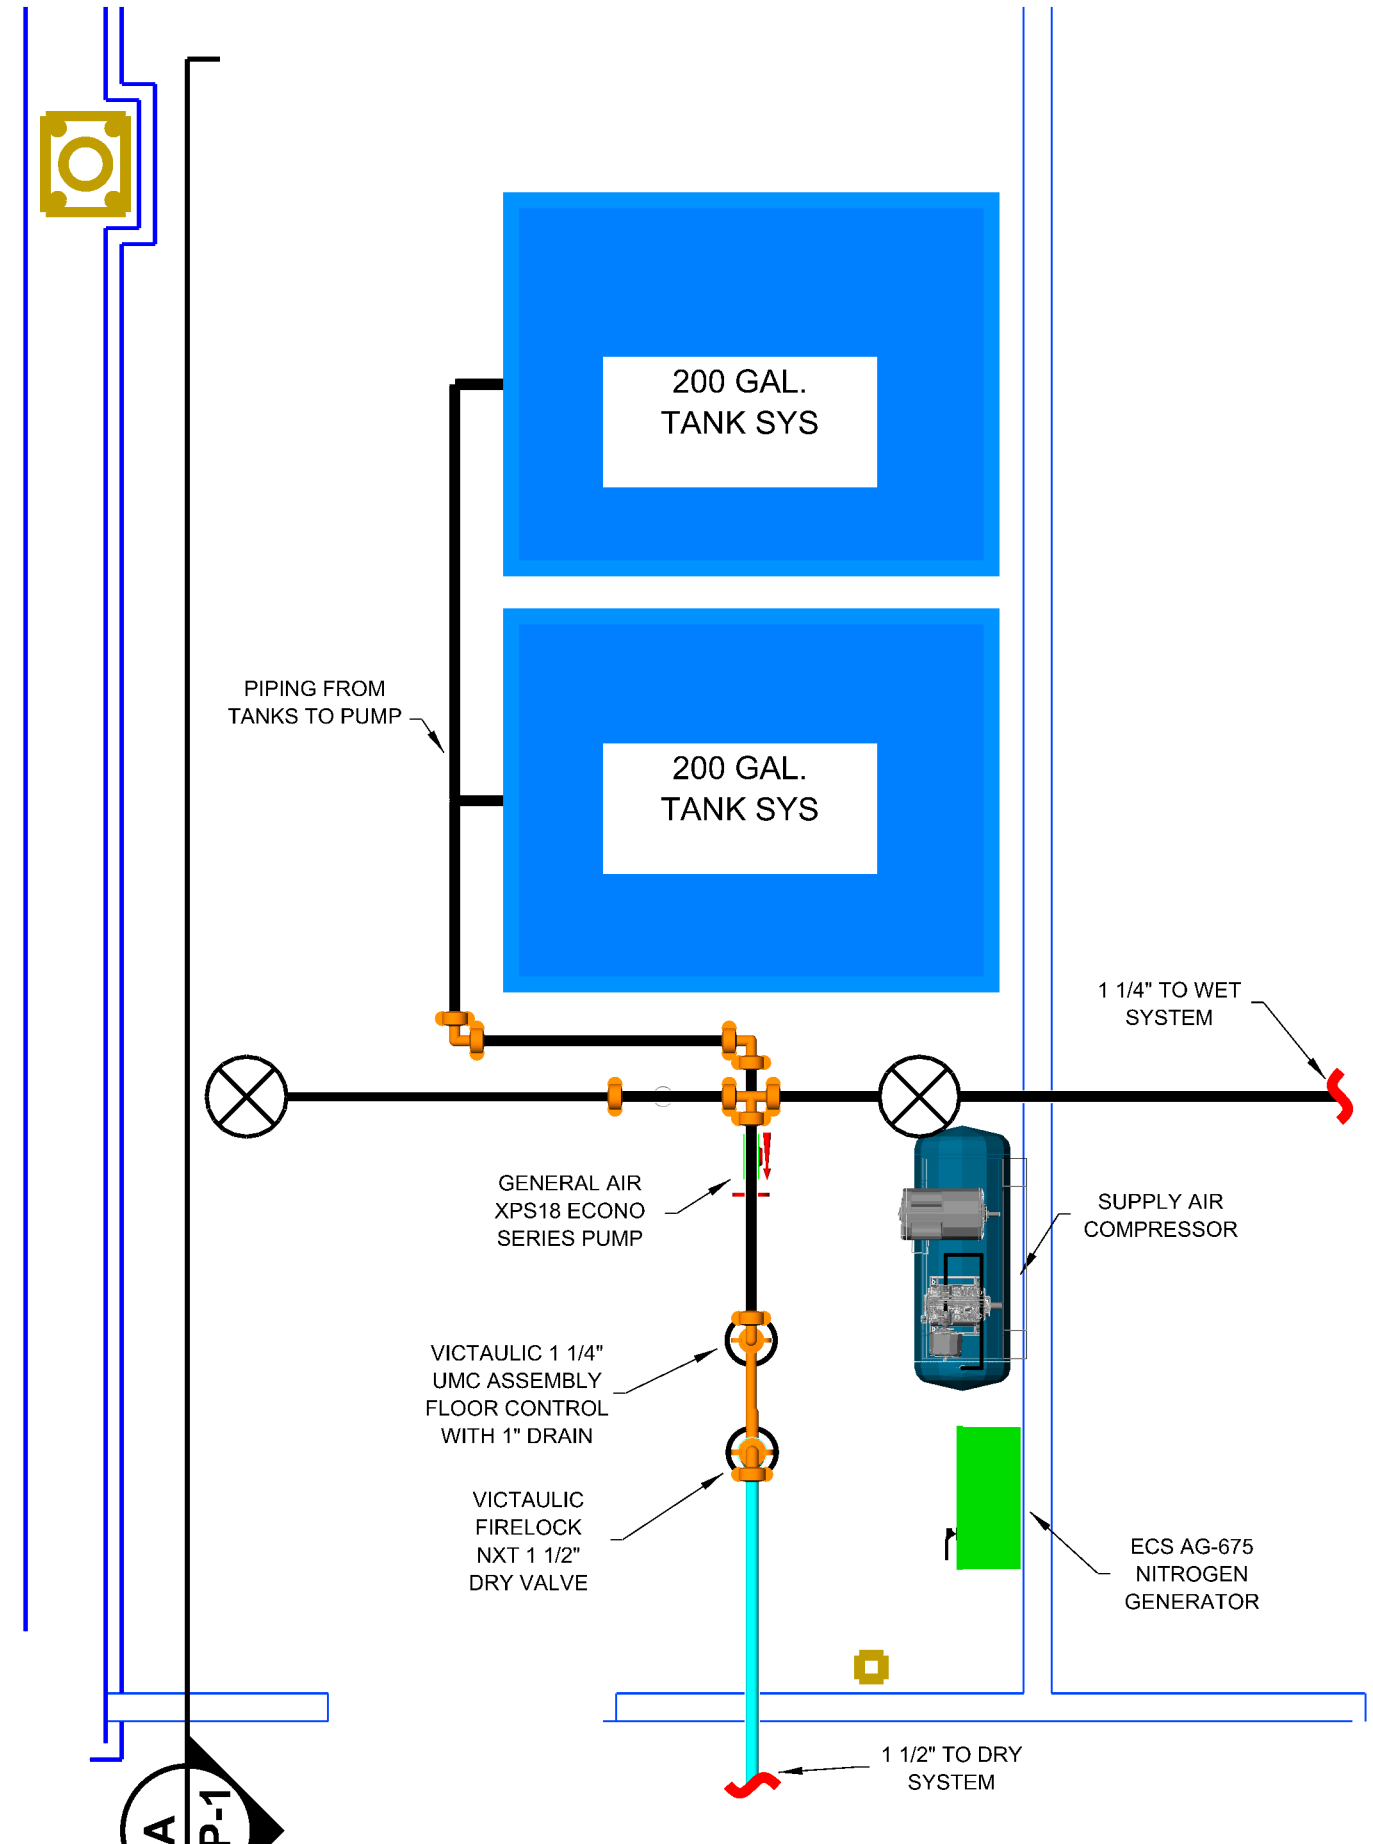 200 GAL.
TANK SYS
PIPING FROM
TANKS TO PUMP
200 GAL.
TANK SYS
1 1/4" TO WET
SYSTEM
GENERAL AIR
XPS18 ECONO
SERIES PUMP
SUPPLY AIR
COMPRESSOR
VICTAULIC 1 1/4"
UMC ASSEMBLY
FLOOR CONTROL
WITH 1" DRAIN
VICTAULIC
FIRELOCK
NXT 1 1/2"
DRY VALVE
ECS AG-675
NITROGEN
GENERATOR
1 1/2" TO DRY
SYSTEM
A
P-1